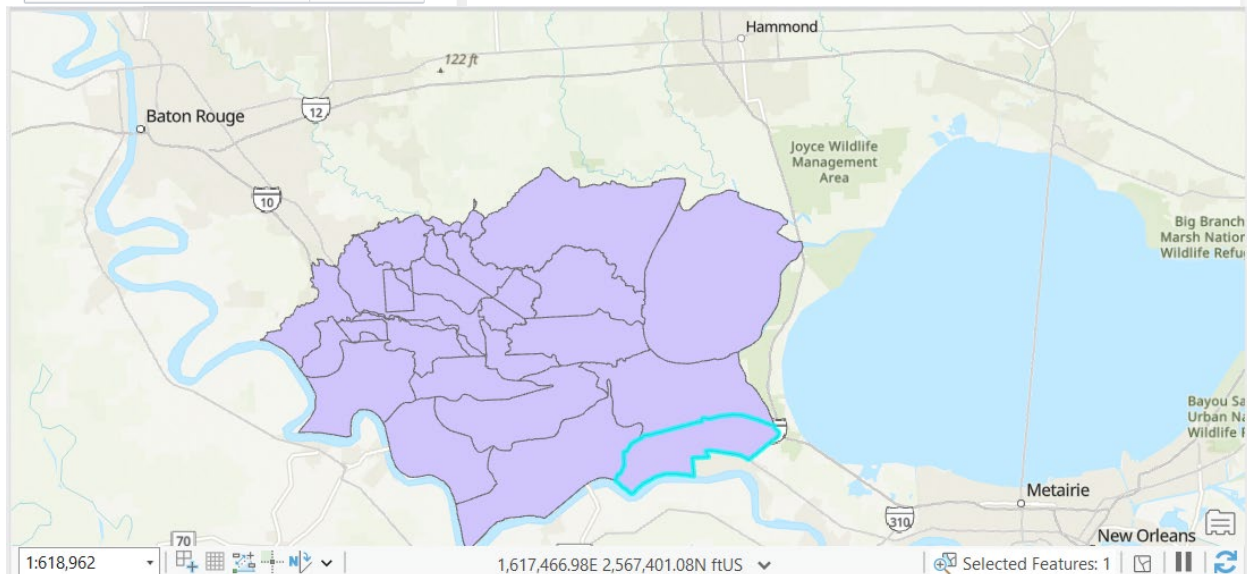 Hammond
122 ft
12
Baton Rouge
Joyce Wildlife
Management
Area
10
Big Branch
Marsh Nation
Wildlife Refu
Bayou Sa
Urban Na
Wildlife R
Metairie
310
New Orleans
70
1:618,962
N
1,617,466.98E 2,567,401.08N ftUS
Selected Features: 1